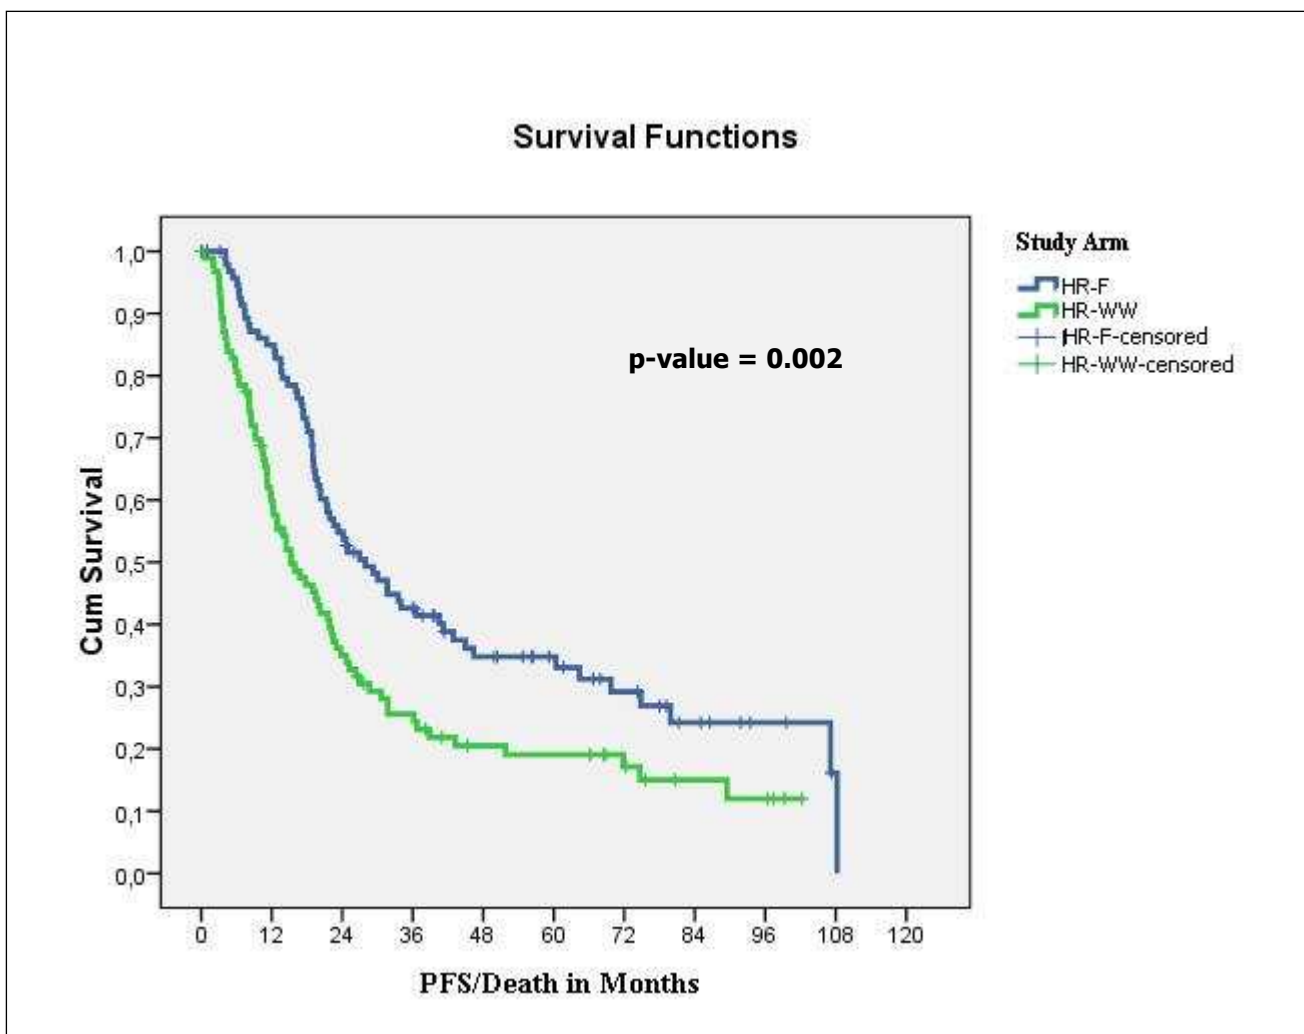 Survival Functions
Study Arm
HR-F
HR-WW
HR-F-censored
HR-WW-censored
p-value = 0.002
Cum Survival
1,0
0,9
0,8
0,7
0,6
0,5
0,4
0,3
0,2
0,1
0,0
0 12 24 36 48 60 72 84 96 108 120
PFS/Death in Months